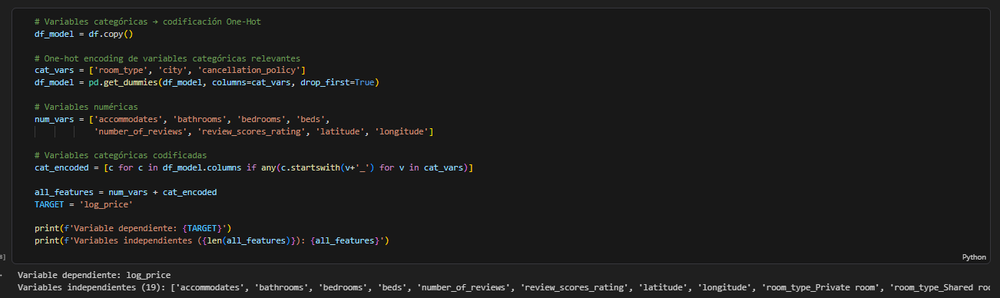 # Variables categóricas → codificación One-Hot
df_model = df.copy()
# One-hot encoding de variables categóricas relevantes
cat_vars = ['room_type', 'city', 'cancellation_policy']
df_model = pd.get_dummies(df_model, columns=cat_vars, drop_first=True)
# Variables numéricas
num_vars = ['accommodates', 'bathrooms', 'bedrooms', 'beds',
'number_of_reviews', 'review_scores_rating', 'latitude', 'longitude']
# Variables categóricas codificadas
cat_encoded = [c for c in df_model.columns if any(c.startswith(v+'_') for v in cat_vars)]
all_features = num_vars + cat_encoded
TARGET = 'log_price'
print(f'Variable dependiente: {TARGET}')
print(f'Variables independientes ({len(all_features)}): {all_features}')
Python
Variable dependiente: log_price
Variables independientes (19): ['accommodates', 'bathrooms', 'bedrooms', 'beds', 'number_of_reviews', 'review_scores_rating', 'latitude', 'longitude', 'room_type_Private room', 'room_type_Shared